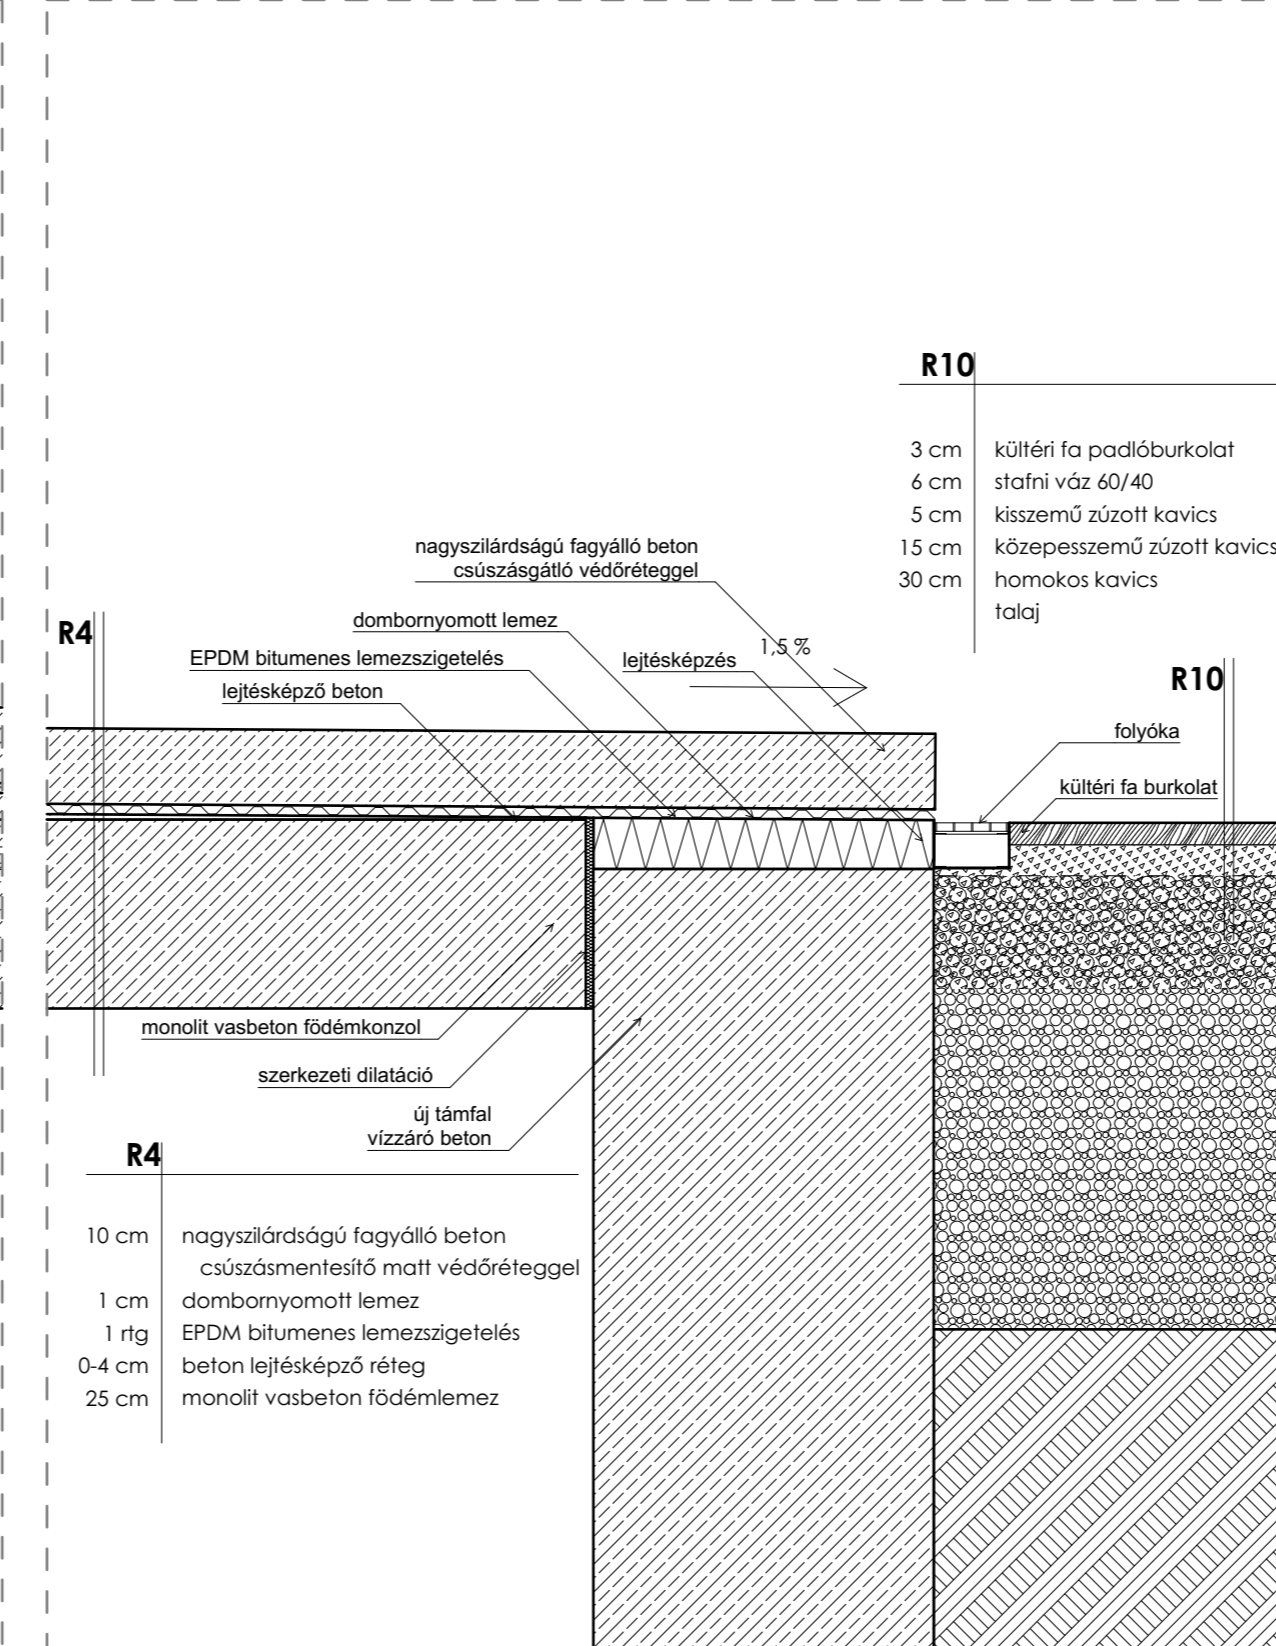 R10
3 cm kültéri fa padlóburkolat
6 cm stafni váz 60/40
5 cm kisszemű zúzott kavics
15 cm közepesszemű zúzott kavics
30 cm homokos kavics
talaj
nagyszilárdságú fagyálló beton
csúszásgátló védőréteggel
dombornyomott lemez
R4
1,5 %
EPDM bitumenes lemezszigetelés
lejtésképzés
lejtésképző beton
R10
folyóka
kültéri fa burkolat
monolit vasbeton födémkonzol
szerkezeti dilatáció
új támfal
vízzáró beton
R4
10 cm nagyszilárdságú fagyálló beton
csúszásmentesítő matt védőréteggel
1 cm dombornyomott lemez
1 rtg EPDM bitumenes lemezszigetelés
0-4 cm beton lejtésképző réteg
25 cm monolit vasbeton födémlemez